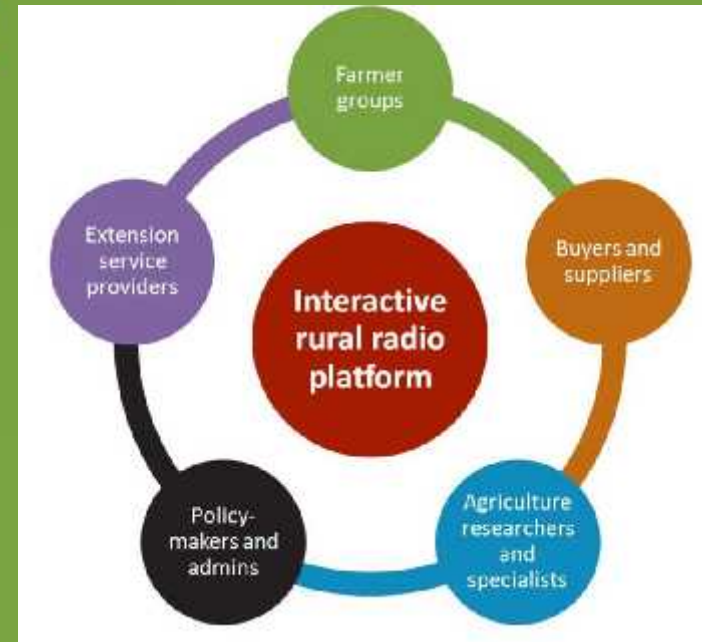 Farmer
groups
Buyers and
suppliers
Agriculture
researchers
and
specialists
Policy-
makers and
admins
Extension
service
providers
Interactive
rural radio
platform